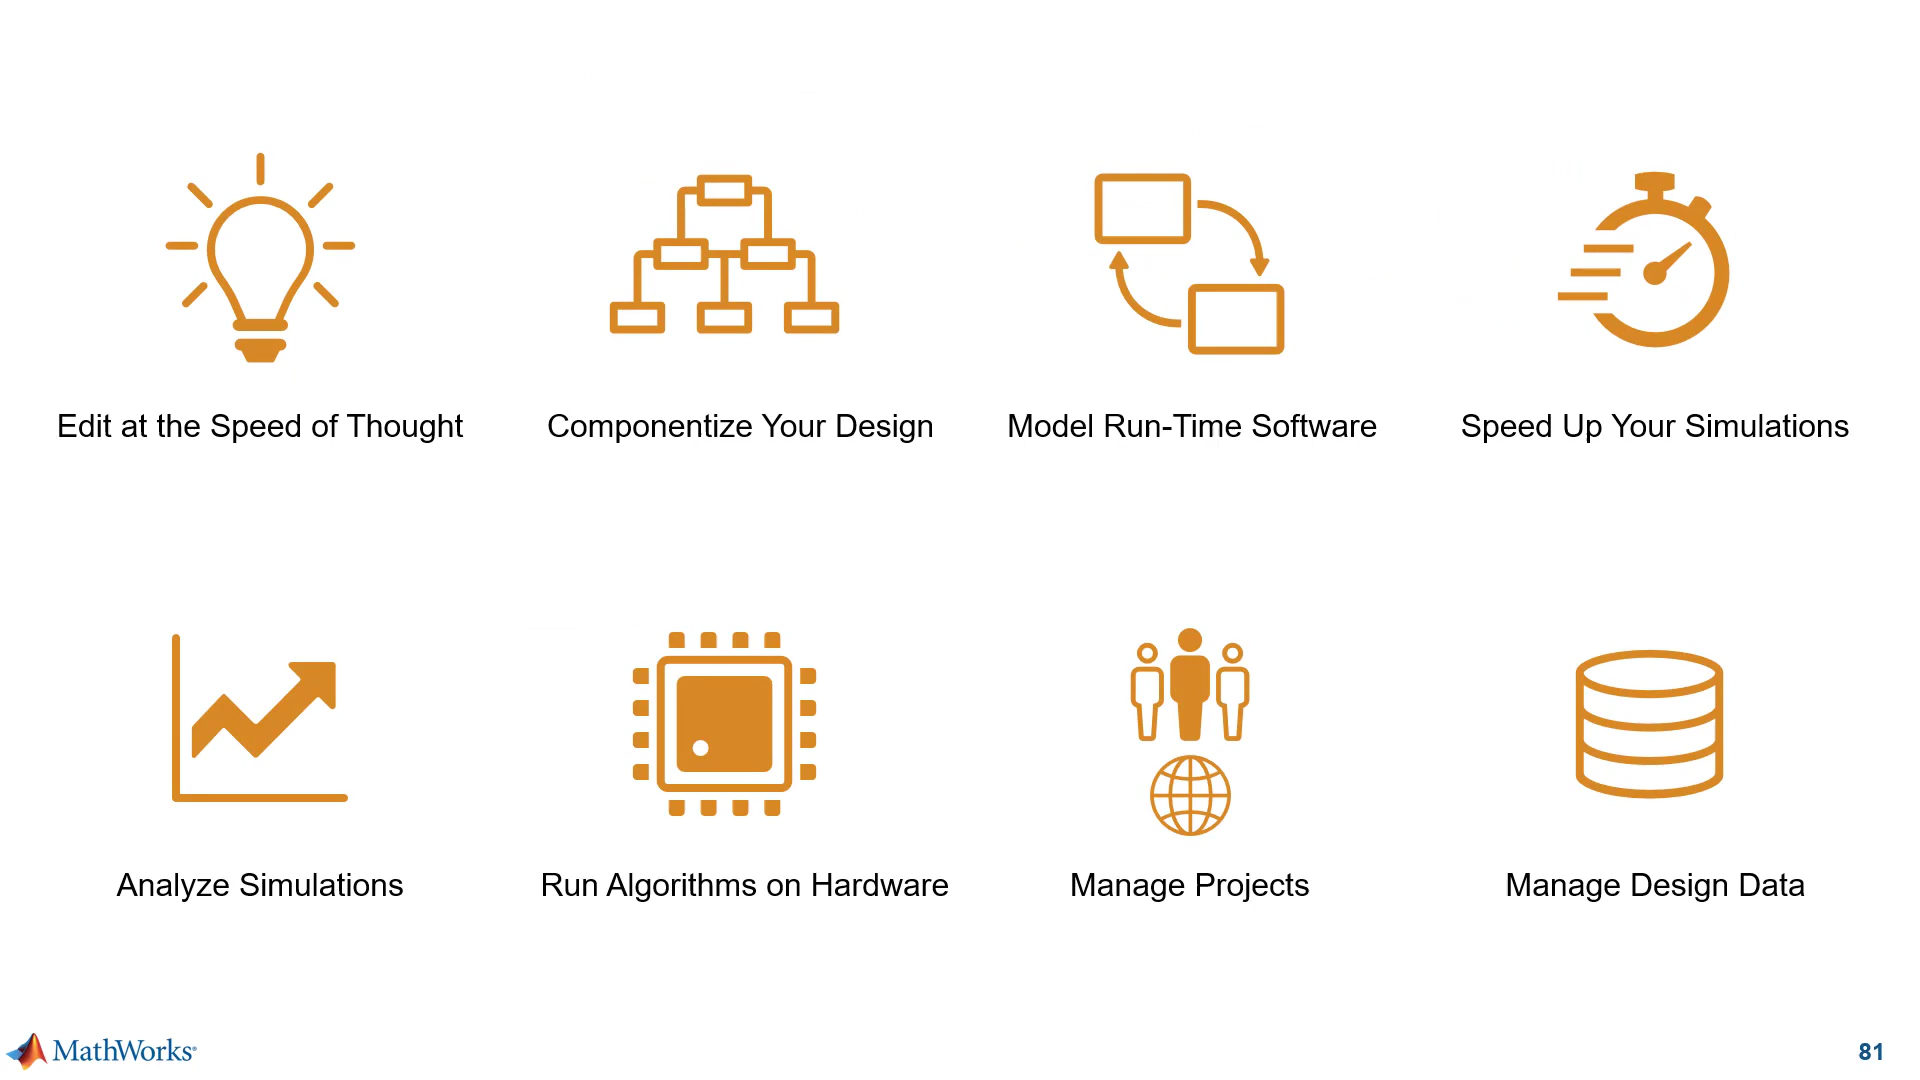 Edit at the Speed of Thought
Componentize Your Design
Model Run-Time Software
Speed Up Your Simulations
Analyze Simulations
Run Algorithms on Hardware
Manage Projects
Manage Design Data
MathWorks®
81